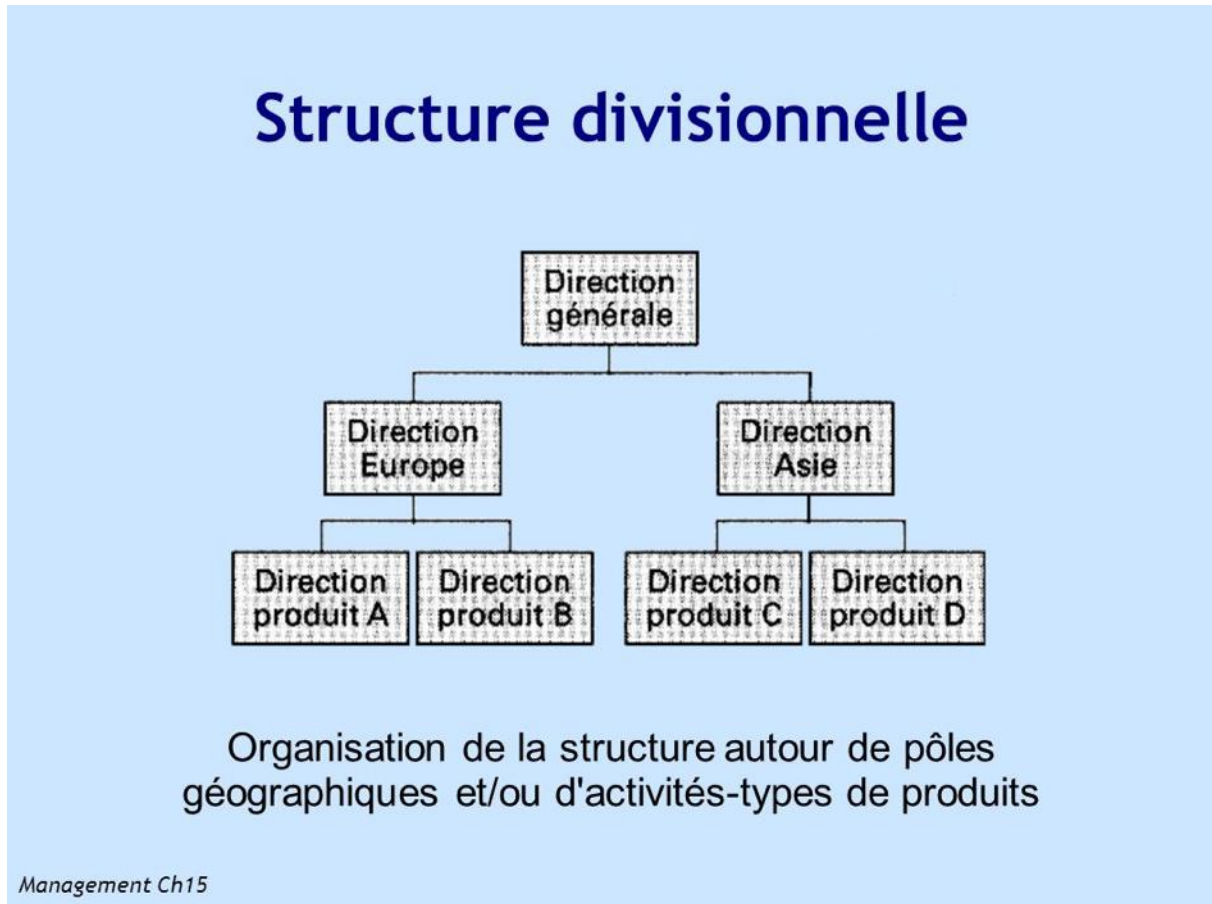 Structure divisionnelle
Direction
générale
Direction
Europe
Direction
Asie
Direction
produit A
Direction
produit B
Direction
produit C
Direction
produit D
Organisation de la structure autour de pôles
géographiques et/ou d'activités-types de produits
Management Ch15